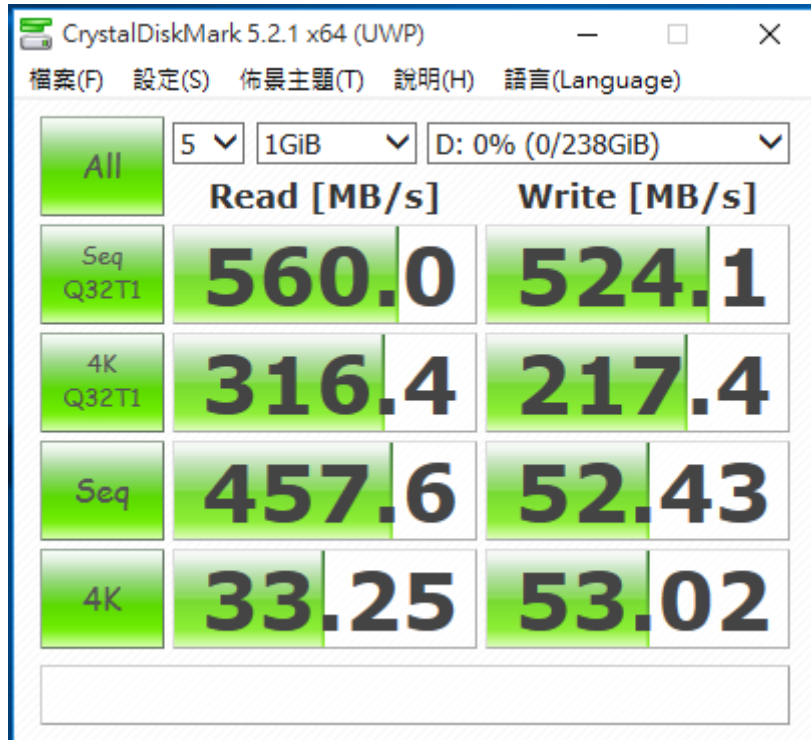 CrystalDiskMark 5.2.1 x64 (UWP)
檔案(F) 設定(S) 佈景主題(T) 說明(H) 語言(Language)
All 5 1GiB D: 0% (0/238GiB)
Read [MB/s] Write [MB/s]
Seq Q32T1 560.0 524.1
4K Q32T1 316.4 217.4
Seq 457.6 52.43
4K 33.25 53.02